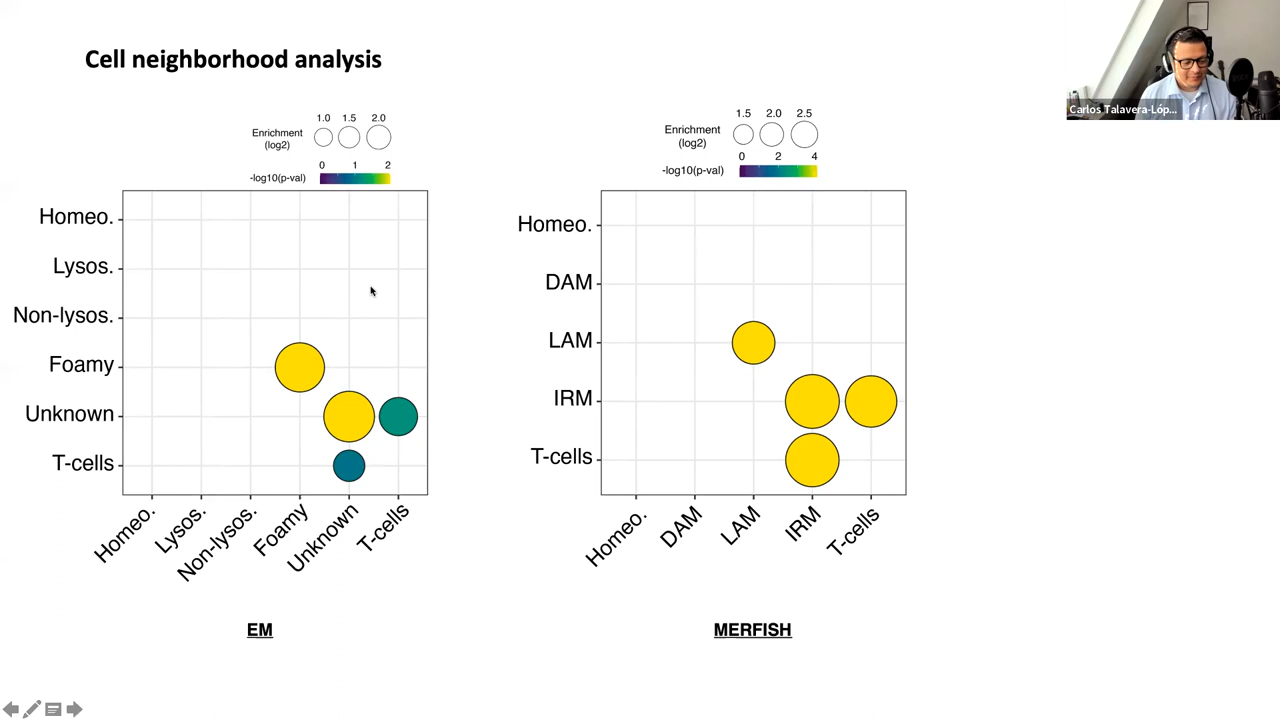 Cell neighborhood analysis
Carlos Talavera-Lóp...
1.0 1.5 2.0
Enrichment
(log2)
0 1 2
-log10(p-val)
Homeo.
Lysos.
Non-lysos.
Foamy
Unknown
T-cells
Homeo. Lysos. Non-lysos. Foamy Unknown T-cells
EM
1.5 2.0 2.5
Enrichment
(log2)
0 2 4
-log10(p-val)
Homeo.
DAM
LAM
IRM
T-cells
Homeo. DAM LAM IRM T-cells
MERFISH